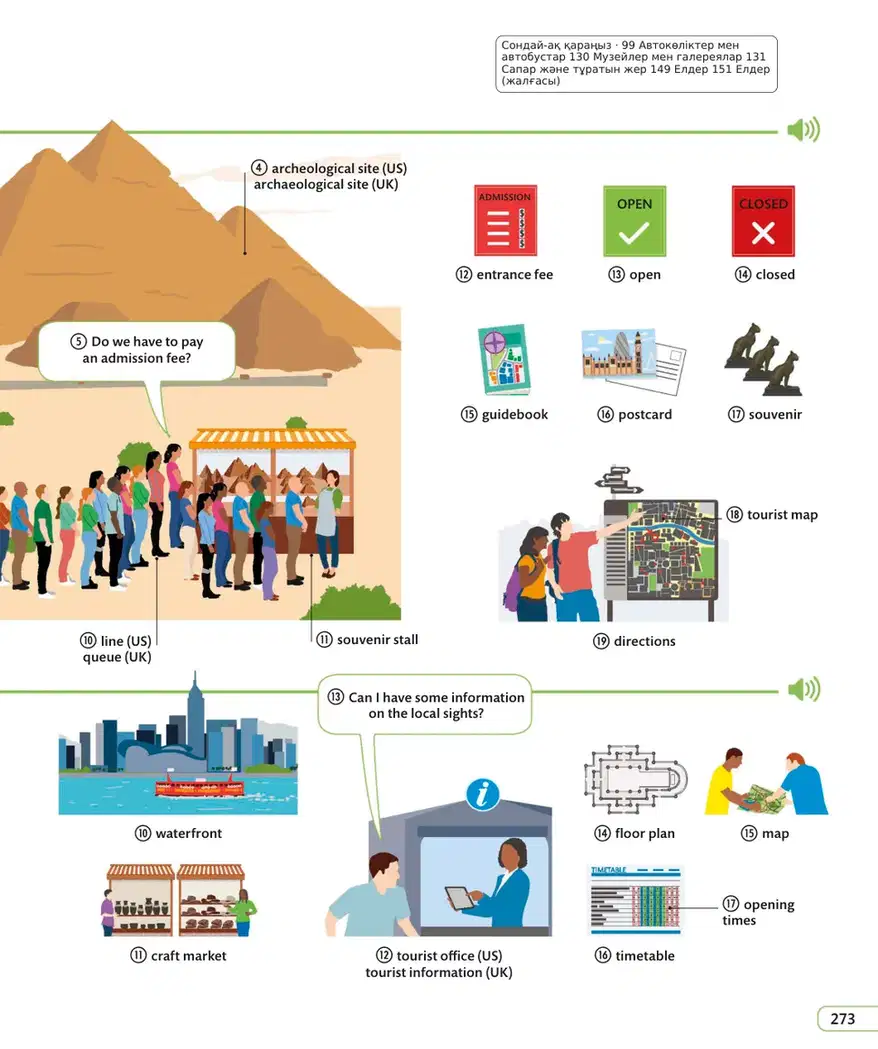 Сондай-ақ қараңыз · 99 Автокөліктер мен
автобустар 130 Музейлер мен галереялар 131
Сапар және тұратын жер 149 Елдер 151 Елдер
(жалғасы)
④ archeological site (US)
archaeological site (UK)
⑤ Do we have to pay
an admission fee?
⑩ line (US)
queue (UK)
⑪ souvenir stall
ADMISSION
⑫ entrance fee
OPEN
⑬ open
CLOSED
⑭ closed
⑮ guidebook
⑯ postcard
⑰ souvenir
⑱ tourist map
⑲ directions
⑩ waterfront
⑪ craft market
⑬ Can I have some information
on the local sights?
i
⑫ tourist office (US)
tourist information (UK)
⑭ floor plan
⑮ map
TIMETABLE
⑯ timetable
⑰ opening
times
273